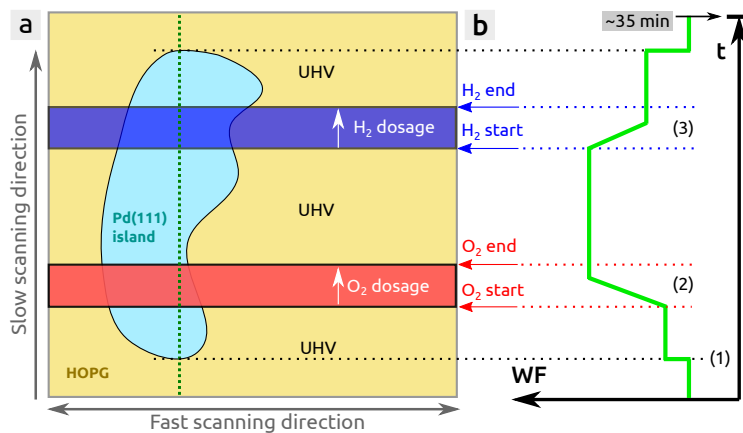 a
b
~35 min
t
UHV
H₂ end
H₂ dosage
H₂ start
(3)
UHV
Pd(111)
island
O₂ end
O₂ dosage
(2)
O₂ start
UHV
(1)
HOPG
WF
Slow scanning direction
Fast scanning direction